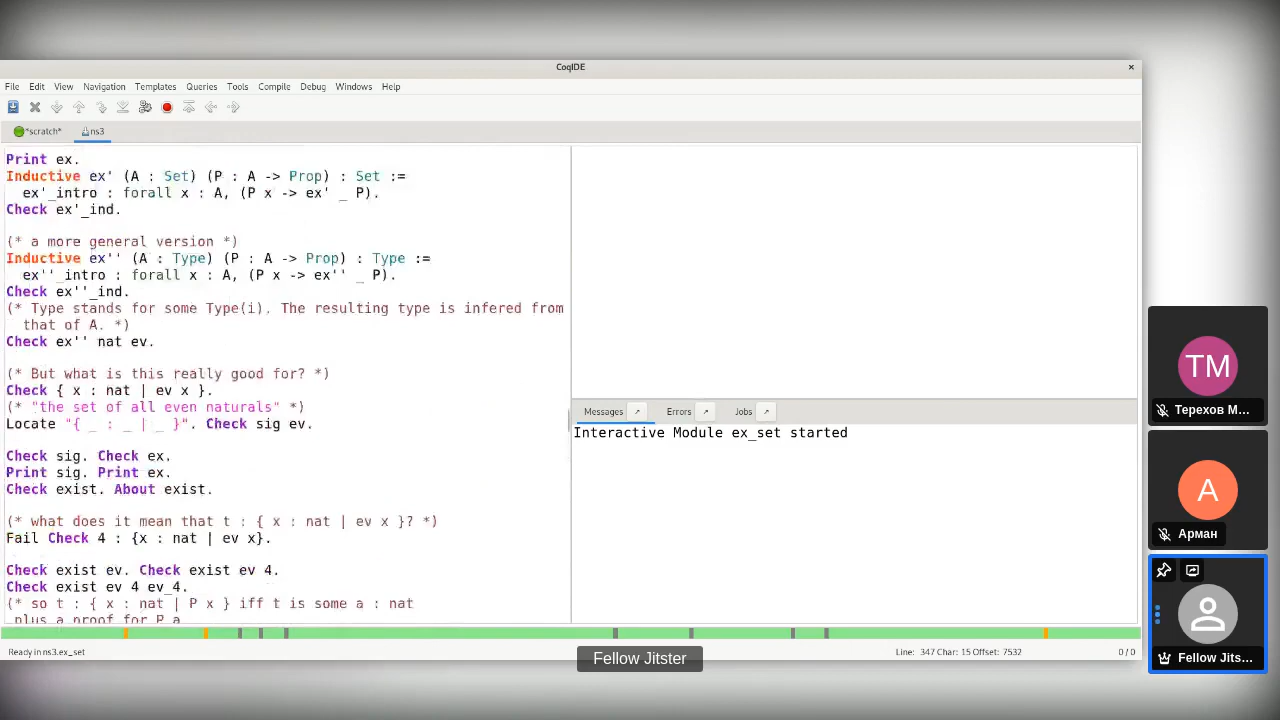 CoqIDE
×
File Edit View Navigation Templates Queries Tools Compile Debug Windows Help
*scratch* ns3
Print ex.
Inductive ex' (A : Set) (P : A -> Prop) : Set :=
ex'_intro : forall x : A, (P x -> ex' _ P).
Check ex'_ind.
(* a more general version *)
Inductive ex'' (A : Type) (P : A -> Prop) : Type :=
ex''_intro : forall x : A, (P x -> ex'' _ P).
Check ex''_ind.
(* Type stands for some Type(i). The resulting type is infered from
that of A. *)
Check ex'' nat ev.
(* But what is this really good for? *)
Check { x : nat | ev x }.
(* "the set of all even naturals" *)
Locate "{ _ : _ | _ }". Check sig ev.
Check sig. Check ex.
Print sig. Print ex.
Check exist. About exist.
(* what does it mean that t : { x : nat | ev x }? *)
Fail Check 4 : {x : nat | ev x}.
Check exist ev. Check exist ev 4.
Check exist ev 4 ev_4.
(* so t : { x : nat | P x } iff t is some a : nat
plus a proof for P a
Messages Errors Jobs
Interactive Module ex_set started
Ready in ns3.ex_set
Line: 347 Char: 15 Offset: 7532
0 / 0
TM
Терехов М...
A
Арман
Fellow Jits...
Fellow Jitster